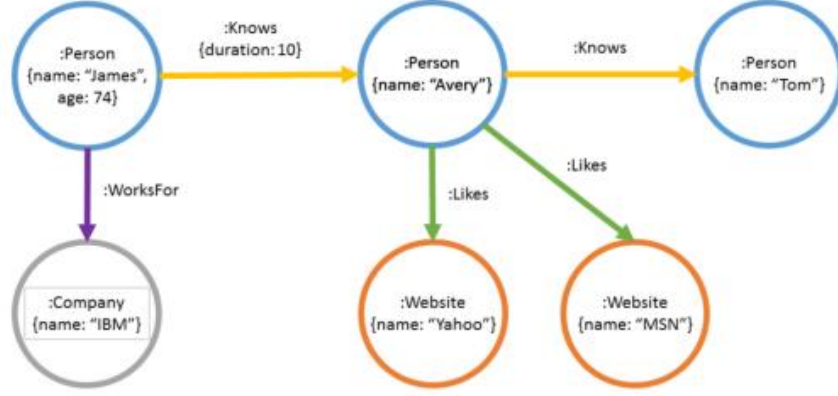 :Knows
{duration: 10}
:Person
{name: “James”,
age: 74}
:Person
{name: “Avery”}
:Knows
:Person
{name: “Tom”}
:WorksFor
:Likes
:Likes
:Company
{name: “IBM”}
:Website
{name: “Yahoo”}
:Website
{name: “MSN”}